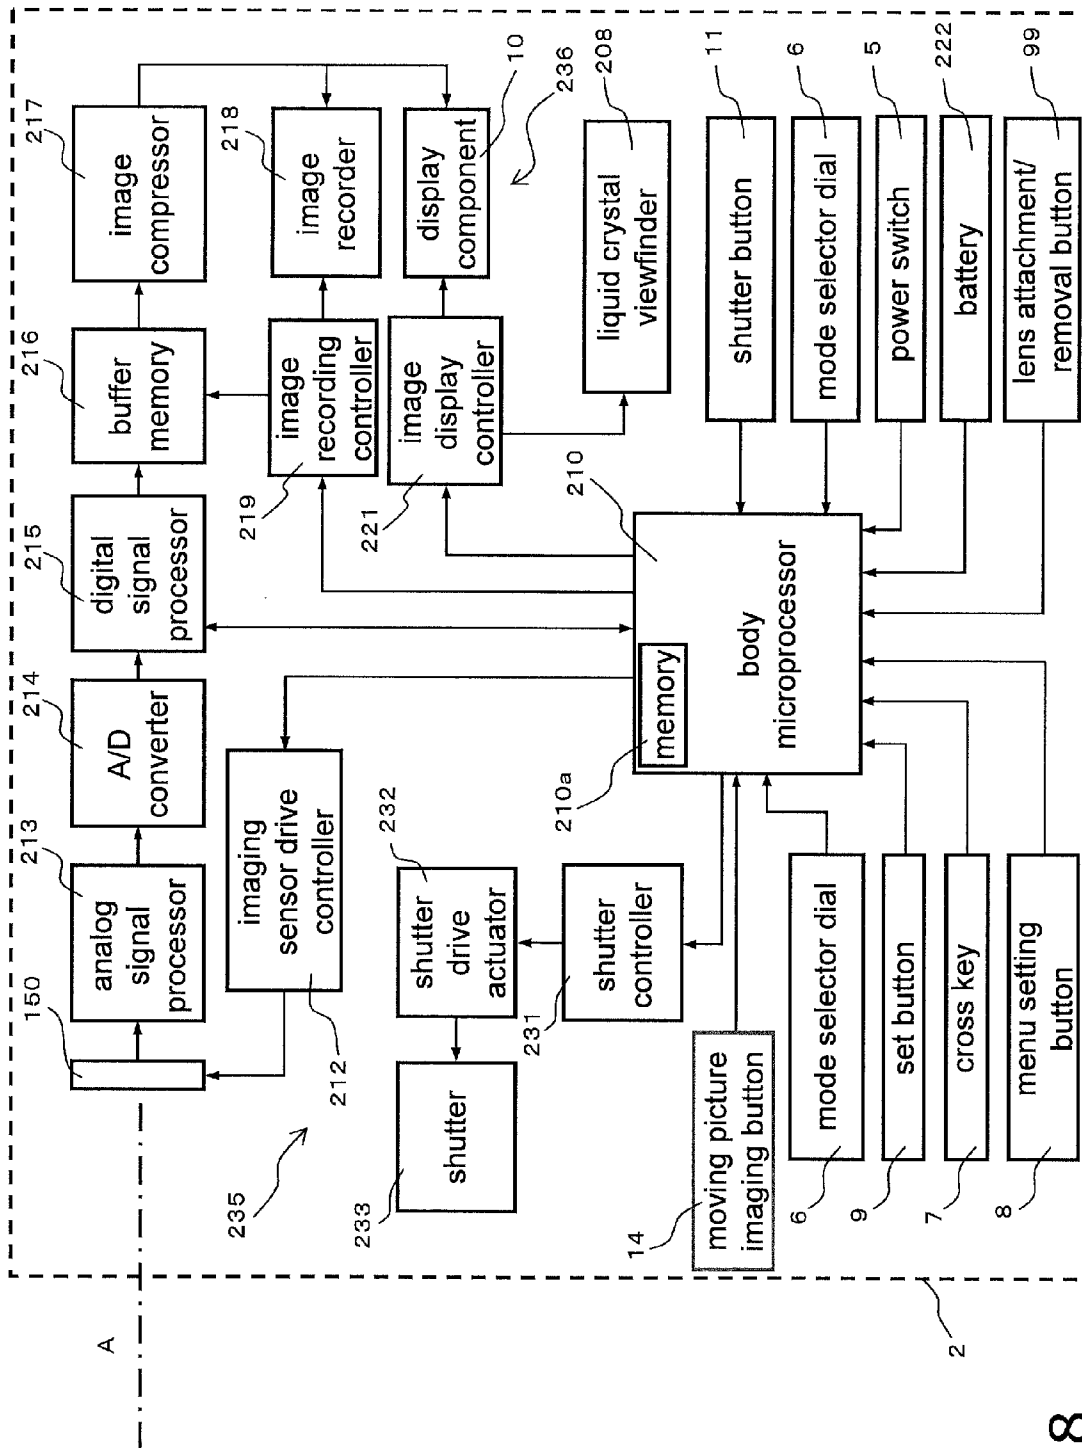 217
image
compressor
218
image
recorder
10
display
component
236
208
liquid crystal
viewfinder
11
shutter button
6
mode selector dial
5
power switch
222
battery
99
lens attachment/
removal button
216
buffer
memory
219
image
recording
controller
221
image
display
controller
215
digital
signal
processor
210
body
microprocessor
memory
210a
214
A/D
converter
213
analog
signal
processor
150
imaging
sensor drive
controller
212
235
232
shutter
drive
actuator
231
shutter
controller
233
shutter
14
moving picture
imaging button
6
mode selector dial
9
set button
7
cross key
8
menu setting
button
A
2
8